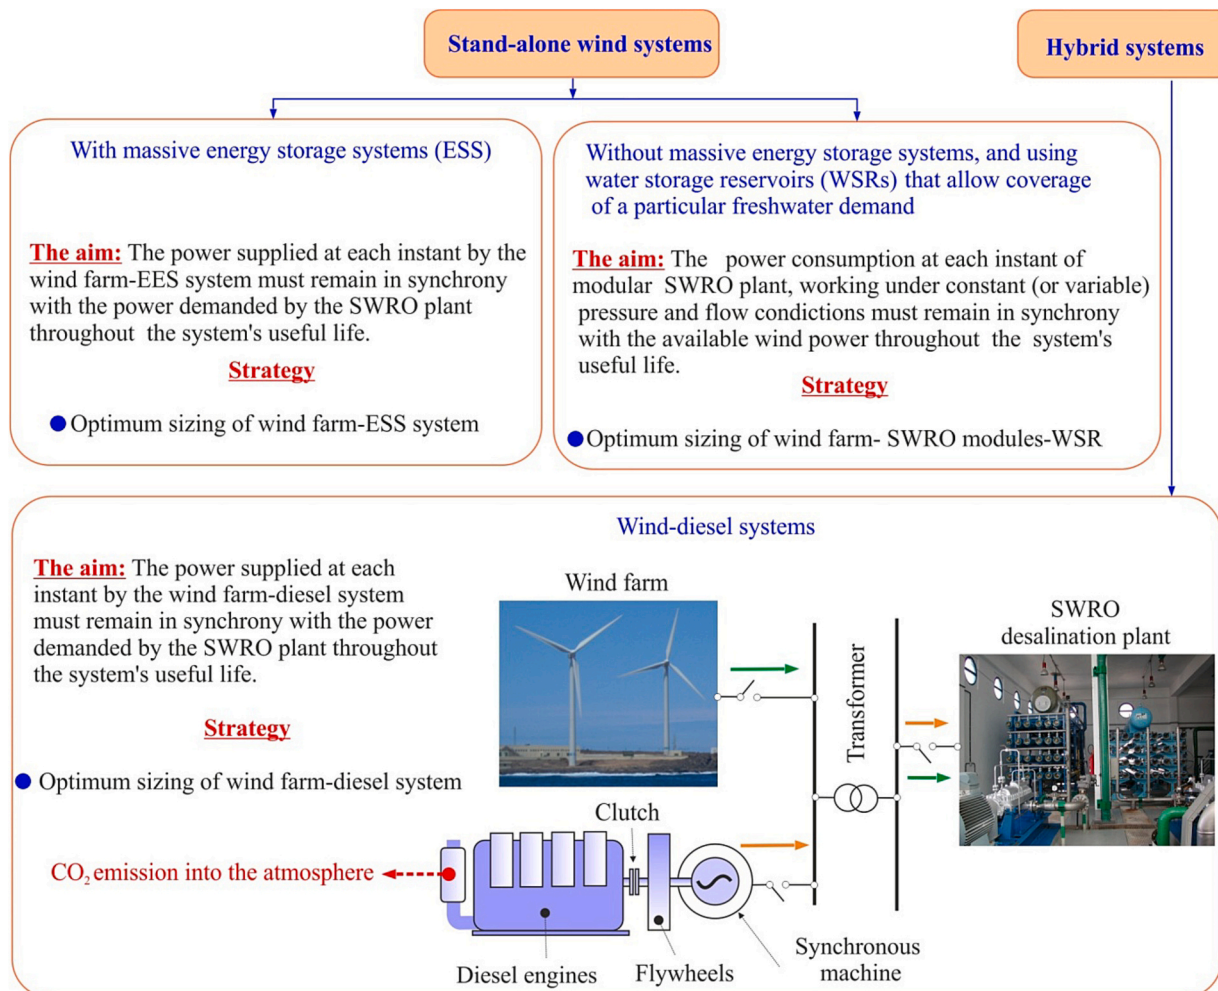 Stand-alone wind systems
Hybrid systems
With massive energy storage systems (ESS)
The aim: The power supplied at each instant by the
wind farm-EES system must remain in synchrony
with the power demanded by the SWRO plant
throughout the system's useful life.
Strategy
Optimum sizing of wind farm-ESS system
Without massive energy storage systems, and using
water storage reservoirs (WSRs) that allow coverage
of a particular freshwater demand
The aim: The power consumption at each instant of
modular SWRO plant, working under constant (or variable)
pressure and flow condictions must remain in synchrony
with the available wind power throughout the system's
useful life.
Strategy
Optimum sizing of wind farm- SWRO modules-WSR
Wind-diesel systems
The aim: The power supplied at each
instant by the wind farm-diesel system
must remain in synchrony with the power
demanded by the SWRO plant throughout
the system's useful life.
Strategy
Optimum sizing of wind farm-diesel system
Wind farm
Transformer
SWRO
desalination plant
Clutch
CO₂ emission into the atmosphere
Diesel engines
Flywheels
Synchronous
machine